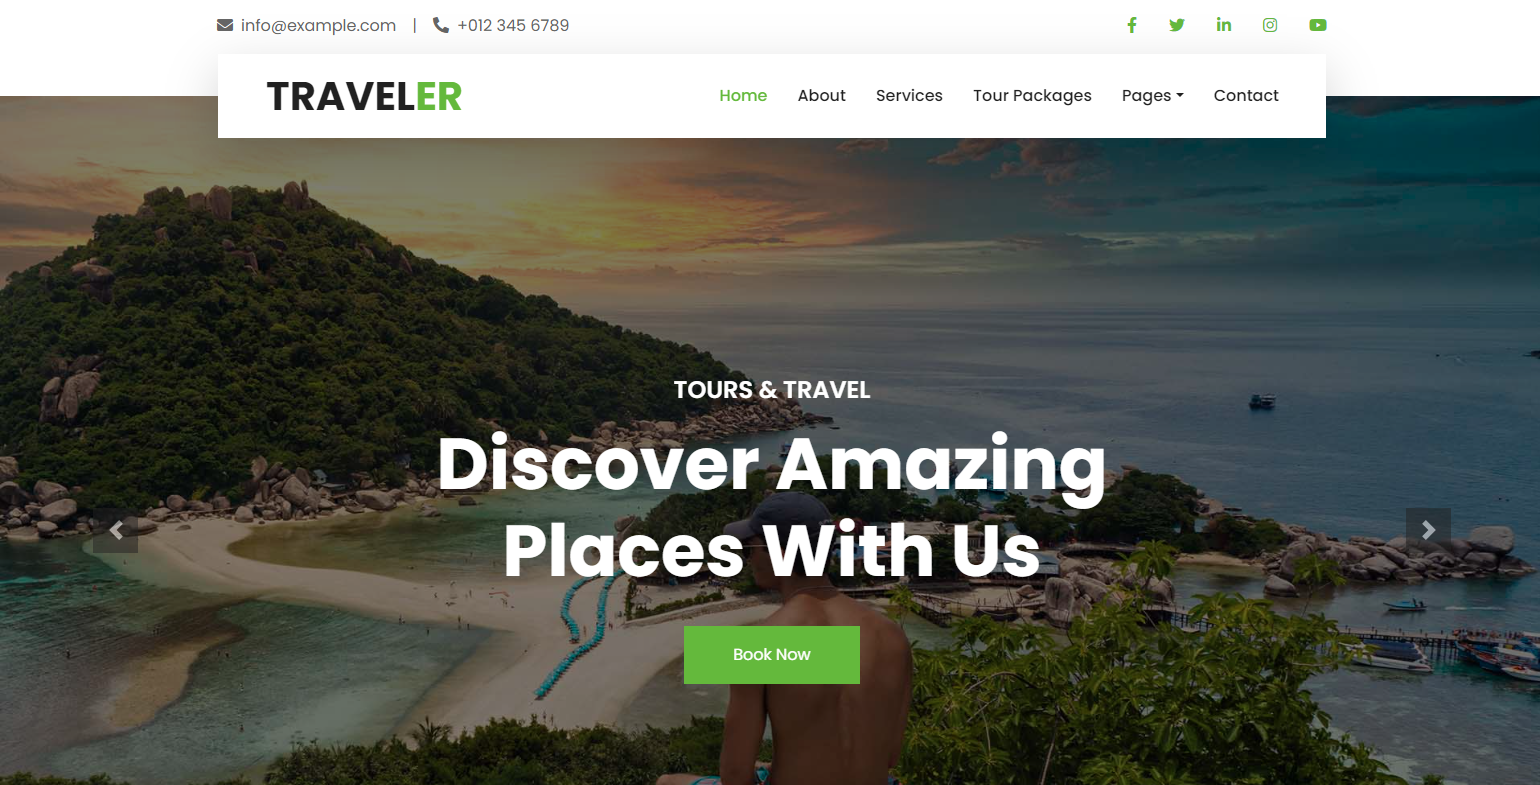 info@example.com | +012 345 6789
TRAVELER
Home About Services Tour Packages Pages Contact
TOURS & TRAVEL
Discover Amazing
Places With Us
Book Now